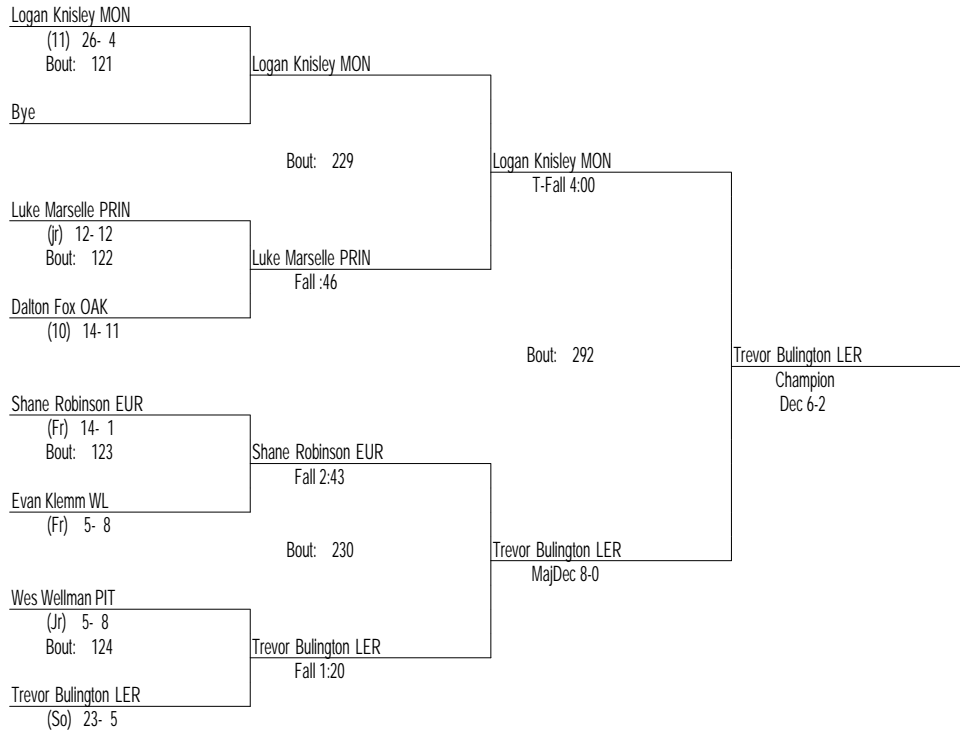 Logan Knisley MON
(11) 26- 4
Bout: 121
Logan Knisley MON
Bye
Bout: 229
Logan Knisley MON
T-Fall 4:00
Luke Marselle PRIN
(jr) 12- 12
Bout: 122
Luke Marselle PRIN
Fall :46
Dalton Fox OAK
(10) 14- 11
Bout: 292
Trevor Bulington LER
Champion
Dec 6-2
Shane Robinson EUR
(Fr) 14- 1
Bout: 123
Shane Robinson EUR
Fall 2:43
Evan Klemm WL
(Fr) 5- 8
Bout: 230
Trevor Bulington LER
MajDec 8-0
Wes Wellman PIT
(Jr) 5- 8
Bout: 124
Trevor Bulington LER
Fall 1:20
Trevor Bulington LER
(So) 23- 5